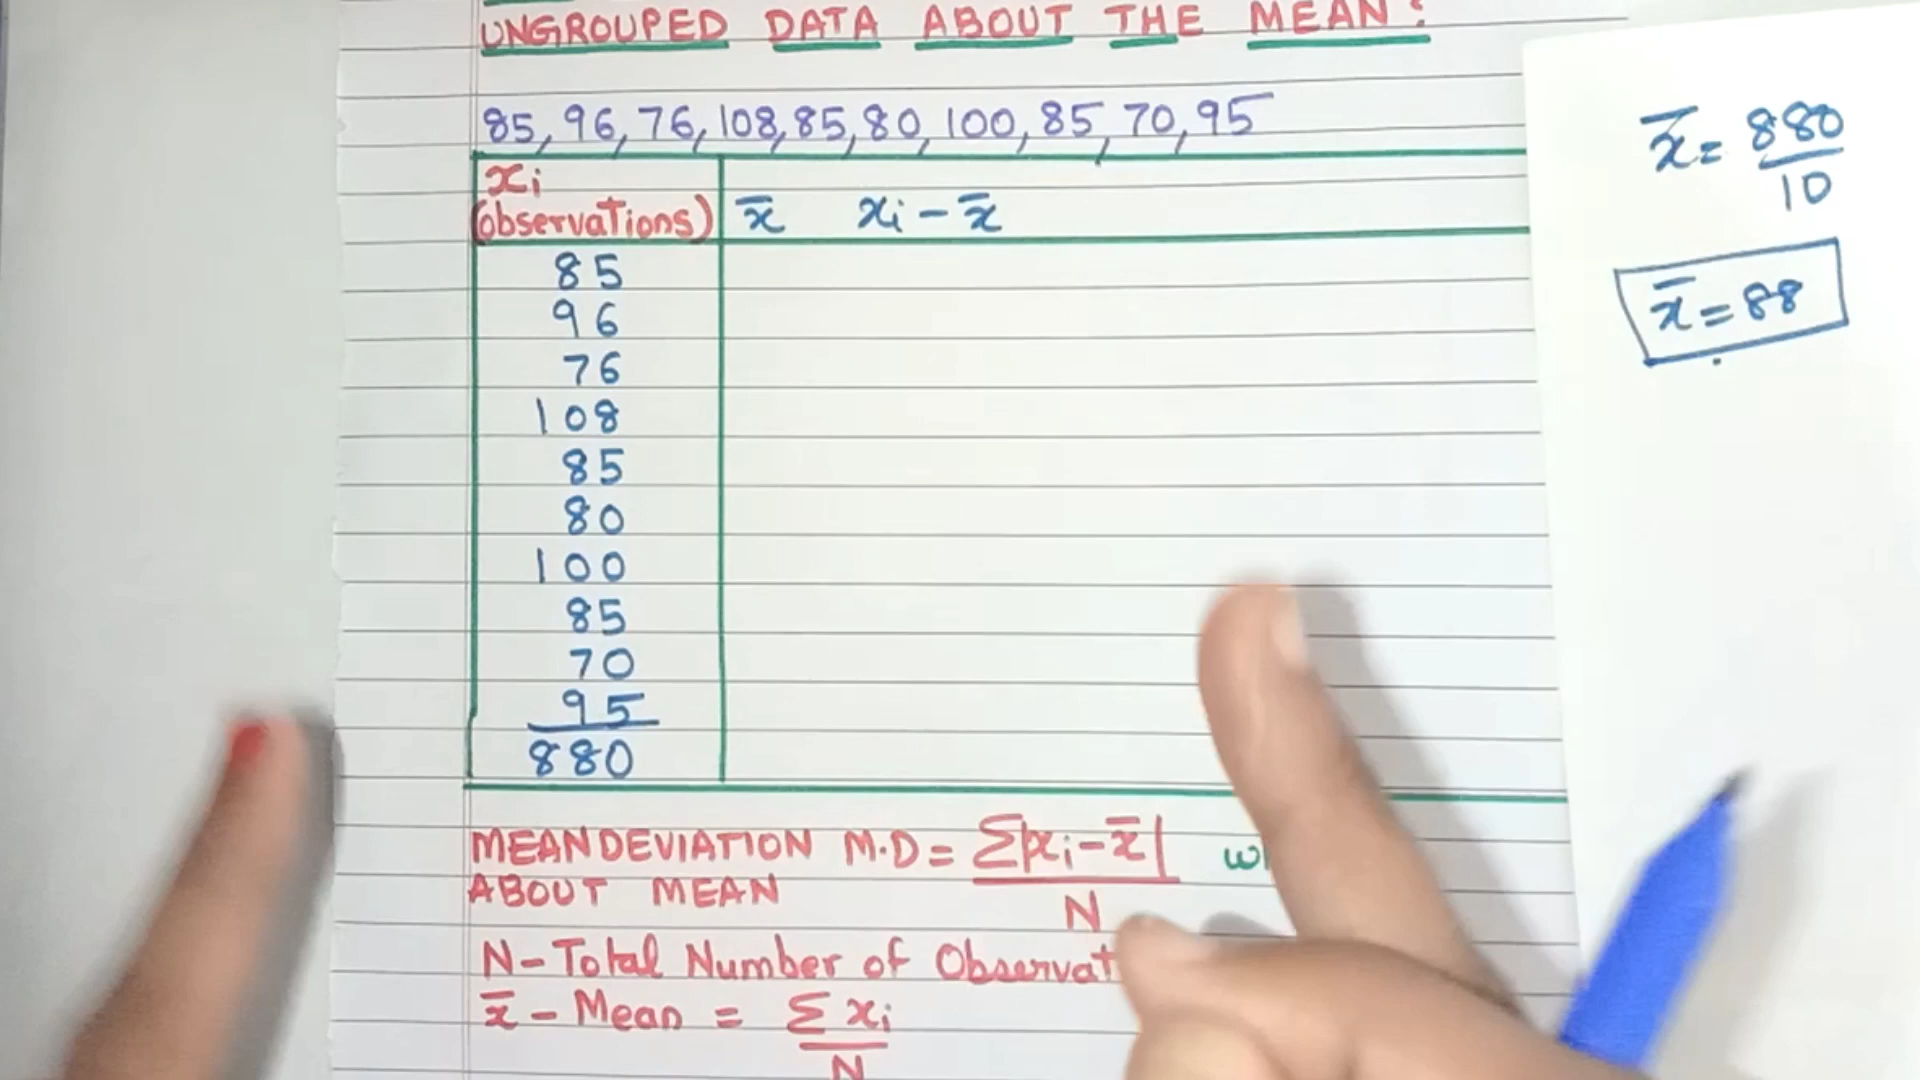 UNGROUPED DATA ABOUT THE MEAN:
85, 96, 76, 108, 85, 80, 100, 85, 70, 95
xi
(observations) x̄ xi - x̄
85
96
76
108
85
80
100
85
70
95
880
MEAN DEVIATION M.D = Σ|xi - x̄|
ABOUT MEAN
N
N - Total Number of
x̄ - Mean = Σ xi
N
x̄ = 880
10
x̄ = 88